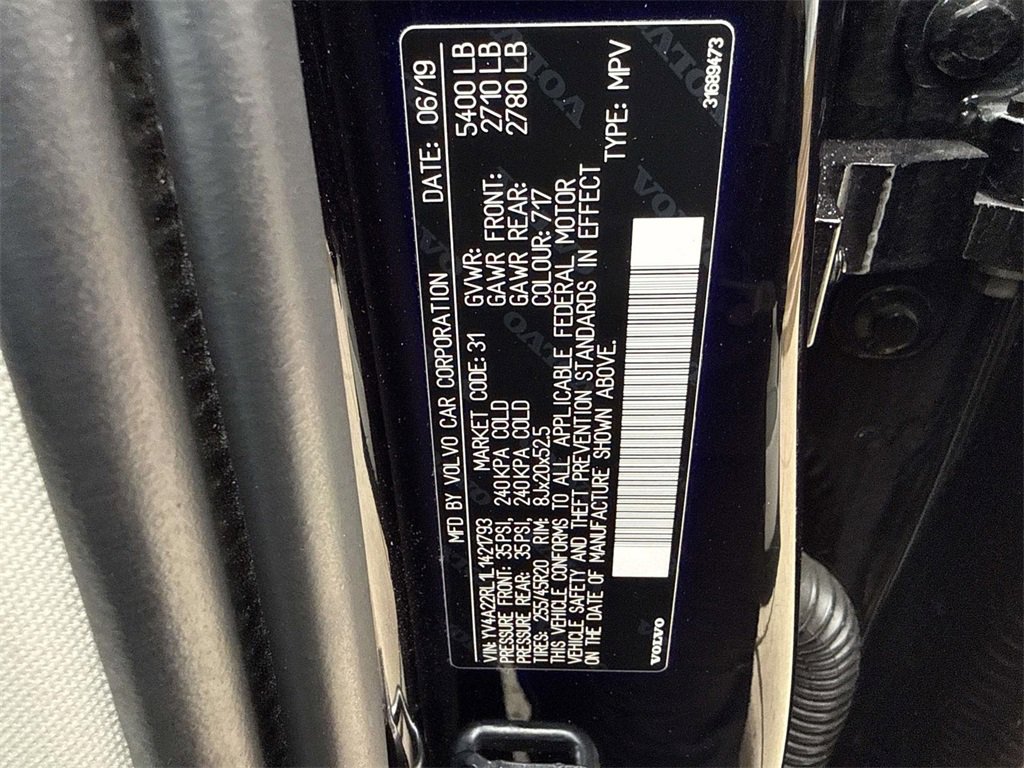 MFD BY VOLVO CAR CORPORATION DATE: 06/19
VIN: YV4A22RL1L1421793 MARKET CODE: 31 GVWR: 5400 LB
PRESSURE FRONT: 35PSI, 240KPA COLD GAWR FRONT: 2710 LB
PRESSURE REAR: 35PSI, 240KPA COLD GAWR REAR: 2780 LB
TIRES: 255/45R20 RIM: 8Jx20x52.5 COLOUR: 717
THIS VEHICLE CONFORMS TO ALL APPLICABLE FEDERAL MOTOR
VEHICLE SAFETY AND THEFT PREVENTION STANDARDS IN EFFECT
ON THE DATE OF MANUFACTURE SHOWN ABOVE. TYPE: MPV
VOLVO 31689473